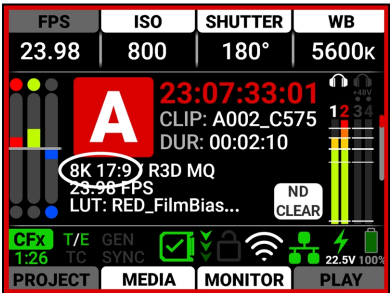 FPS ISO SHUTTER WB
23.98 800 180° 5600K
A
23:07:33:01
CLIP: A002_C575
DUR: 00:02:10
+48V
1 2 3 4
8K 17:9 R3D MQ
23.98 FPS
LUT: RED_FilmBias...
ND
CLEAR
CFx T/E GEN
1:26 TC SYNC
22.5V 100%
PROJECT MEDIA MONITOR PLAY